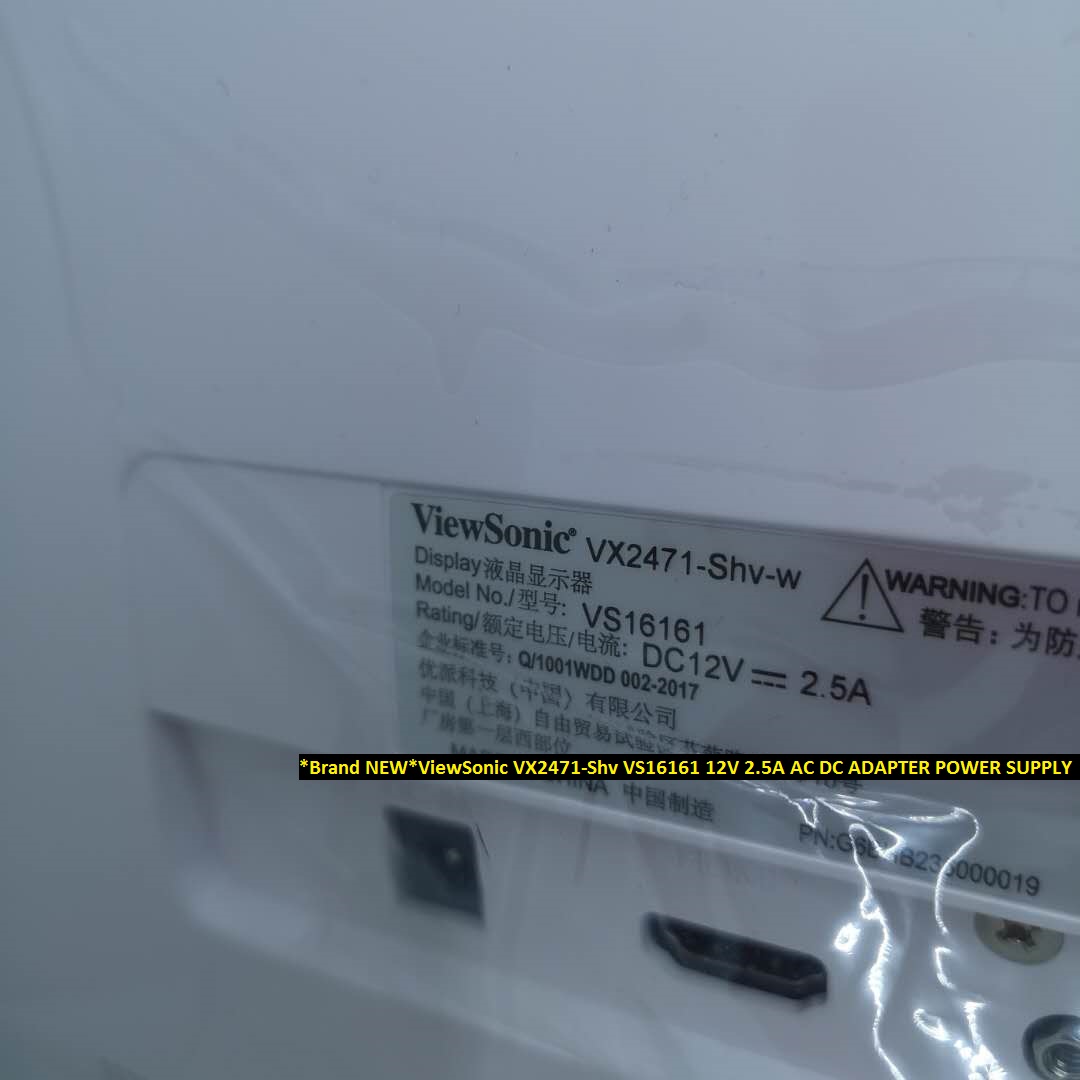 ViewSonic® VX2471-Shv-w
Display液晶显示器
Model No./型号: VS16161
Rating/额定电压/电流: DC12V 2.5A
企业标准号: Q/1001WDD 002-2017
优派科技（中国）有限公司
中国（上海）自由贸易试验区
厂房第一层西部位
CHINA 中国制造
WARNING:TO
警告：为防
*Brand NEW*ViewSonic VX2471-Shv VS16161 12V 2.5A AC DC ADAPTER POWER SUPPLY